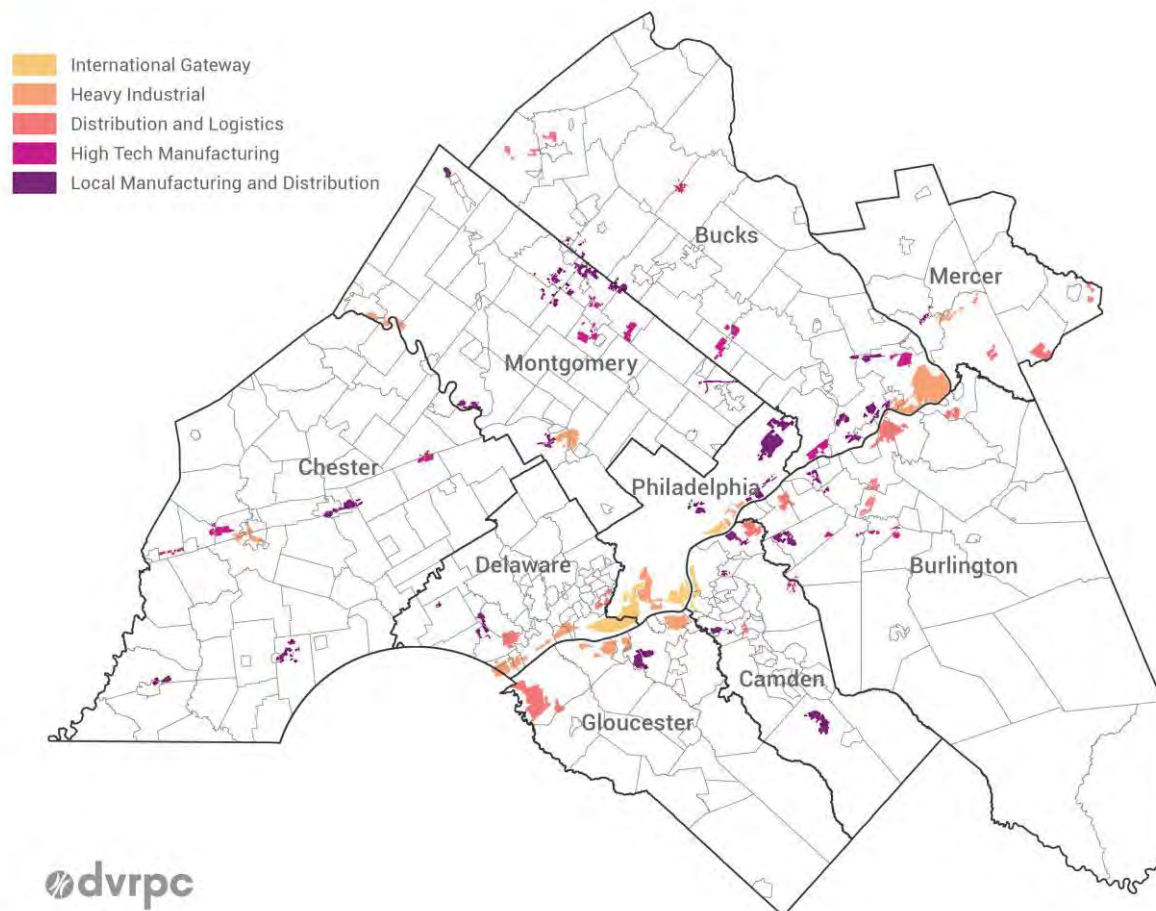 International Gateway
Heavy Industrial
Distribution and Logistics
High Tech Manufacturing
Local Manufacturing and Distribution
Bucks
Mercer
Montgomery
Chester
Philadelphia
Delaware
Burlington
Camden
Gloucester
dvrpc